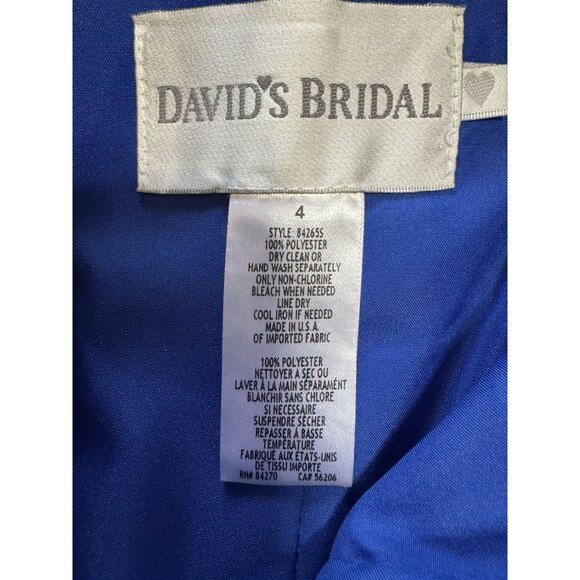 DAVID'S BRIDAL
4
STYLE: 84265S
100% POLYESTER
DRY CLEAN OR
HAND WASH SEPARATELY
ONLY NON-CHLORINE
BLEACH WHEN NEEDED
LINE DRY
COOL IRON IF NEEDED
MADE IN U.S.A.
OF IMPORTED FABRIC
100% POLYESTER
NETTOYER A SEC OU
LAVER À LA MAIN SÉPARAMÉNT
BLANCHIR SANS CHLORE
SI NECESSAIRE
SUSPENDRE SÉCHER
REPASSER À BASSE
TEMPÉRATURE
FABRIQUÉ AUX ÉTATS-UNIS
DE TISSU IMPORTE
RN# 84270 CA# 56206